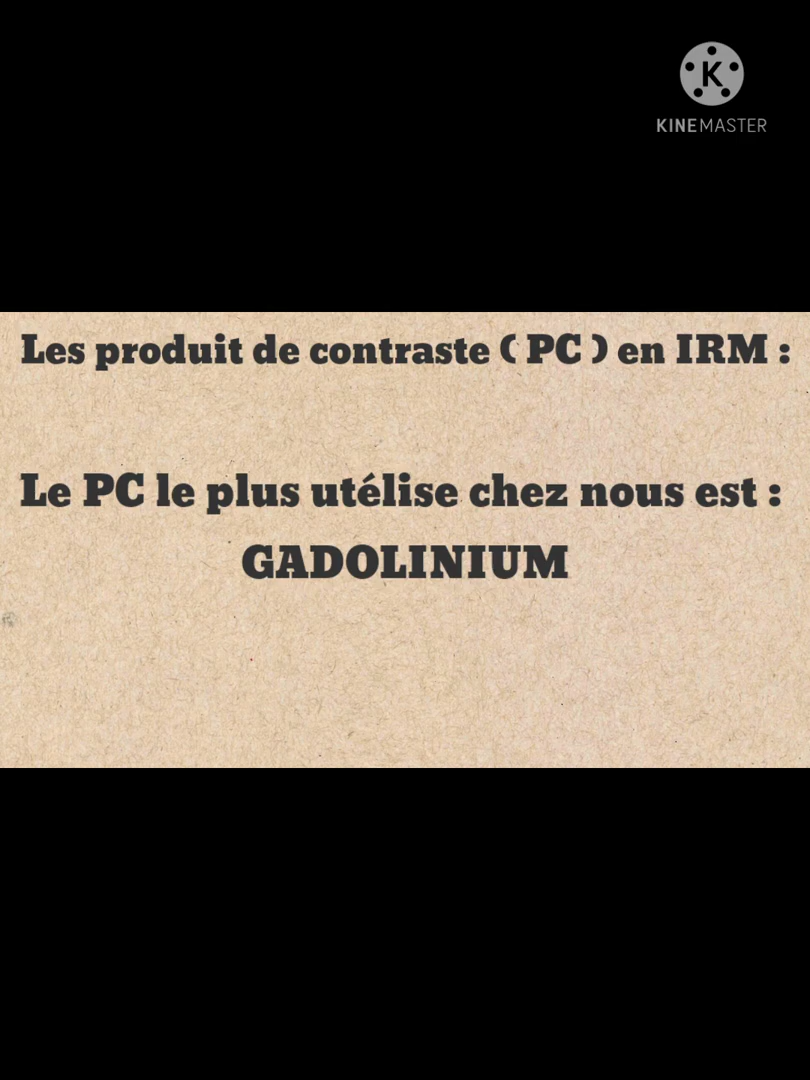 K
KINEMASTER
Les produit de contraste ( PC ) en IRM :
Le PC le plus utélise chez nous est :
GADOLINIUM